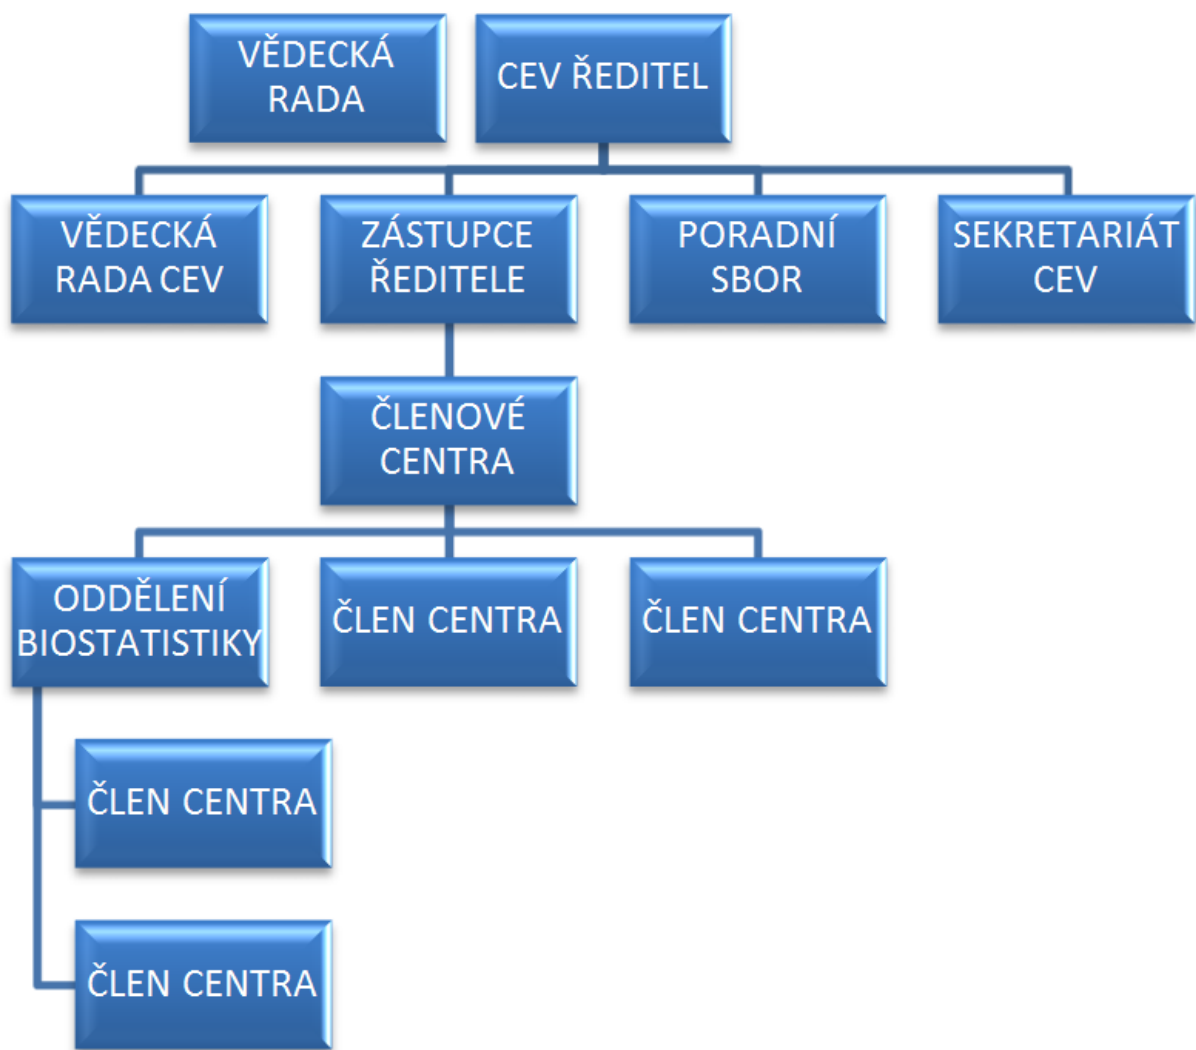 VĚDECKÁ
RADA
CEV ŘEDITEL
VĚDECKÁ
RADA CEV
ZÁSTUPCE
ŘEDITELE
PORADNÍ
SBOR
SEKRETARIÁT
CEV
ČLENOVÉ
CENTRA
ODDĚLENÍ
BIOSTATISTIKY
ČLEN CENTRA
ČLEN CENTRA
ČLEN CENTRA
ČLEN CENTRA